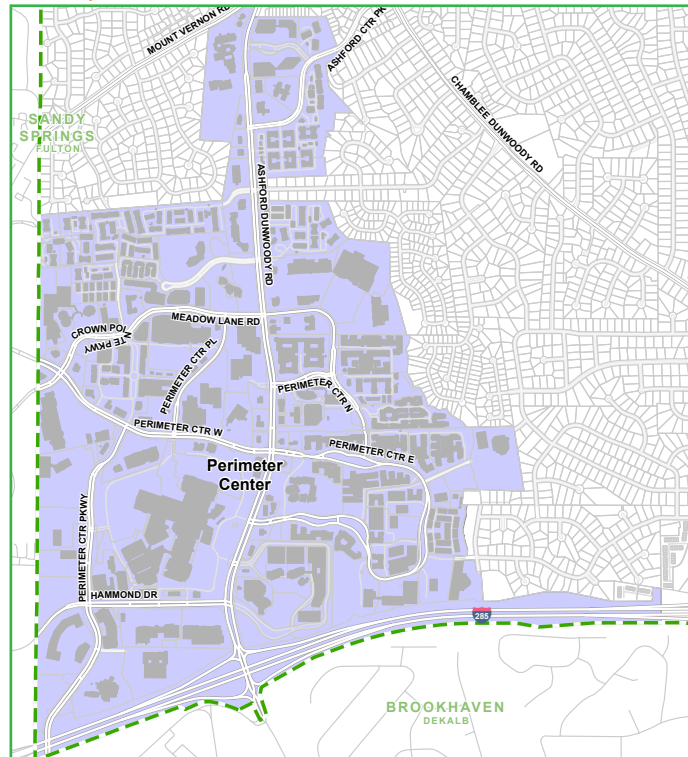 MOUNT VERNON RD
ASHFORD CTR PK
CHAMBLEE DUNWOODY RD
SANDY
SPRINGS
FULTON
ASHFORD DUNWOODY RD
MEADOW LANE RD
CROWN POINTE PKWY
PERIMETER CTR PL
PERIMETER CTR N
PERIMETER CTR W
PERIMETER CTR E
Perimeter
Center
PERIMETER CTR PKWY
HAMMOND DR
285
BROOKHAVEN
DEKALB